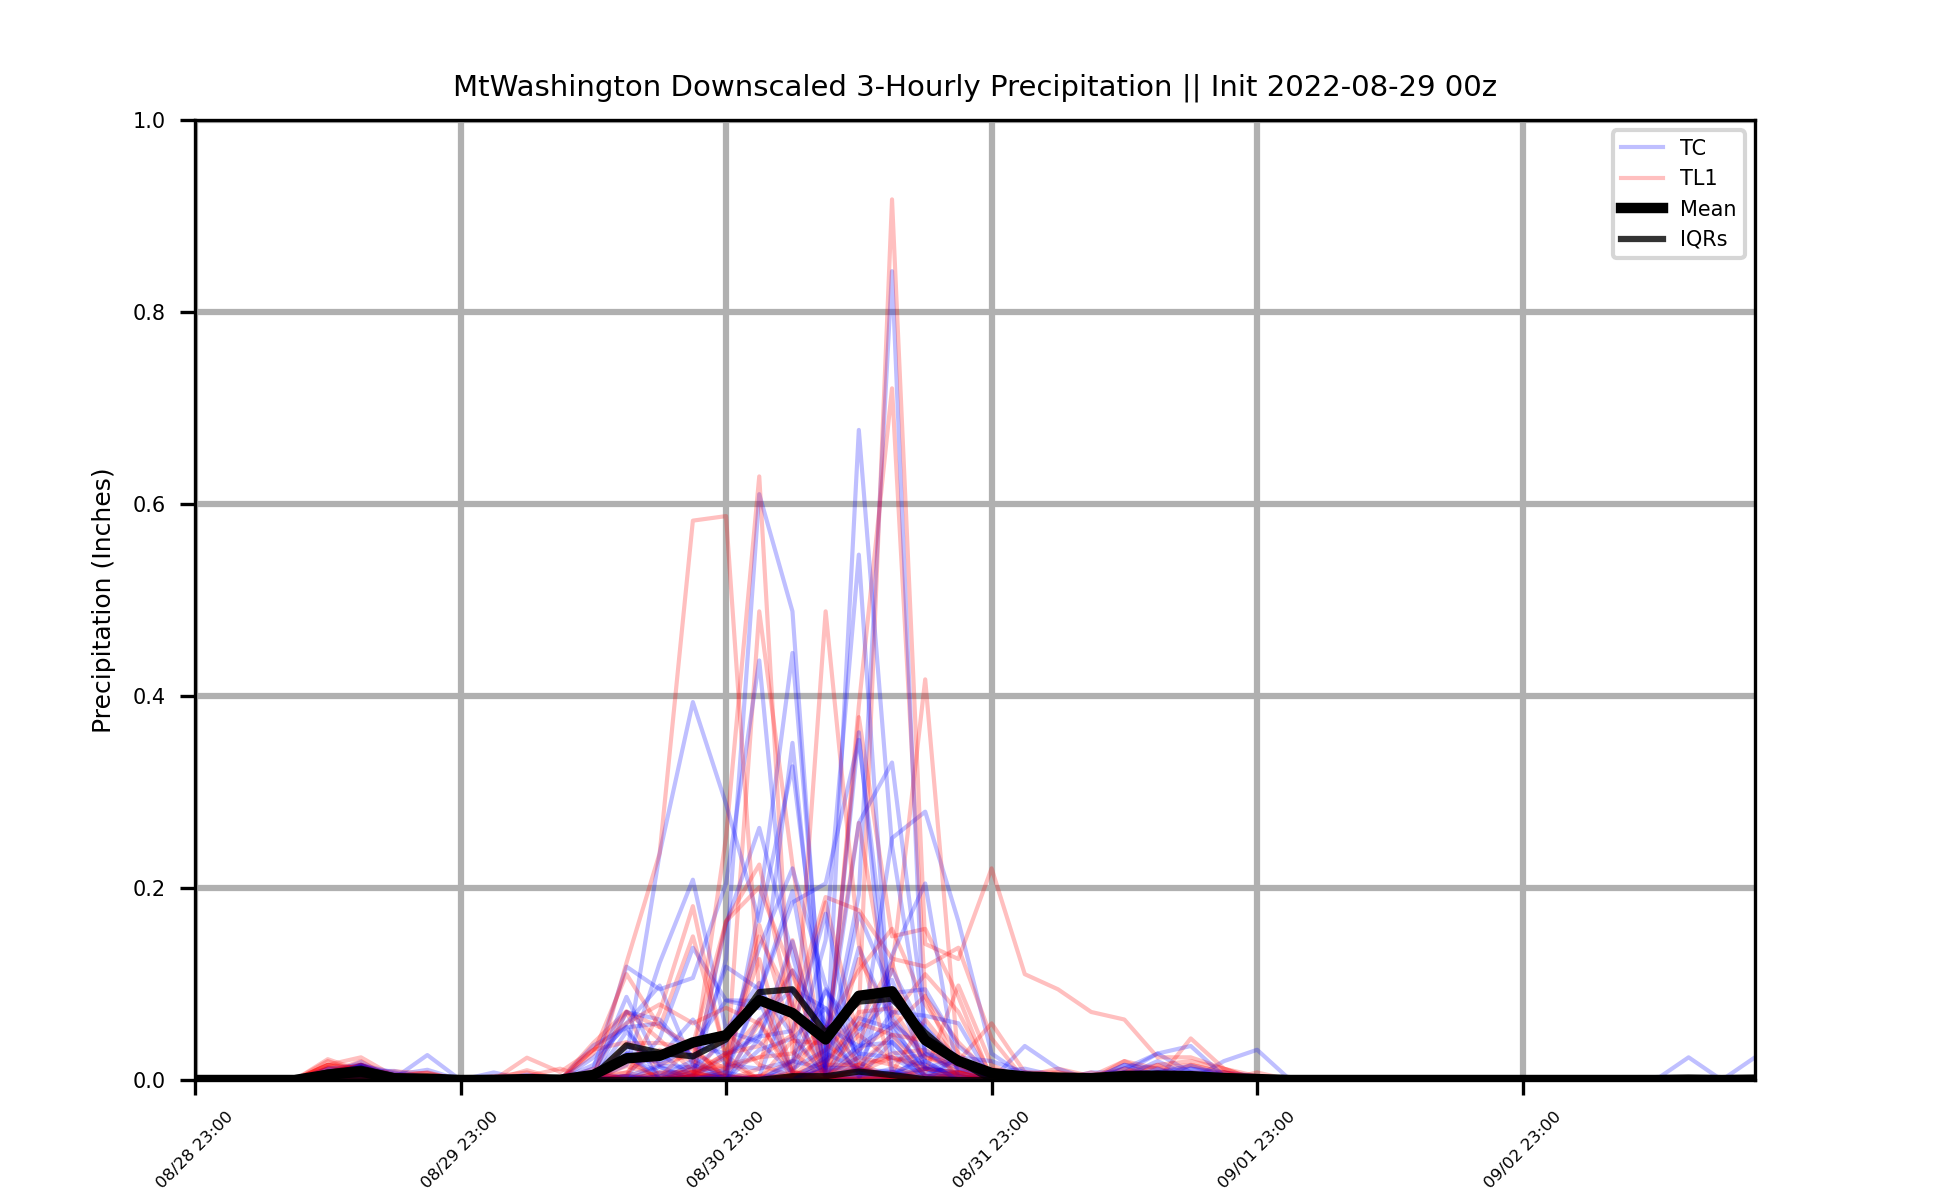 MtWashington Downscaled 3-Hourly Precipitation || Init 2022-08-29 00z
1.0
0.8
0.6
0.4
0.2
0.0
Precipitation (Inches)
TC
TL1
Mean
IQRs
08/28 23:00
08/29 23:00
08/30 23:00
08/31 23:00
09/01 23:00
09/02 23:00